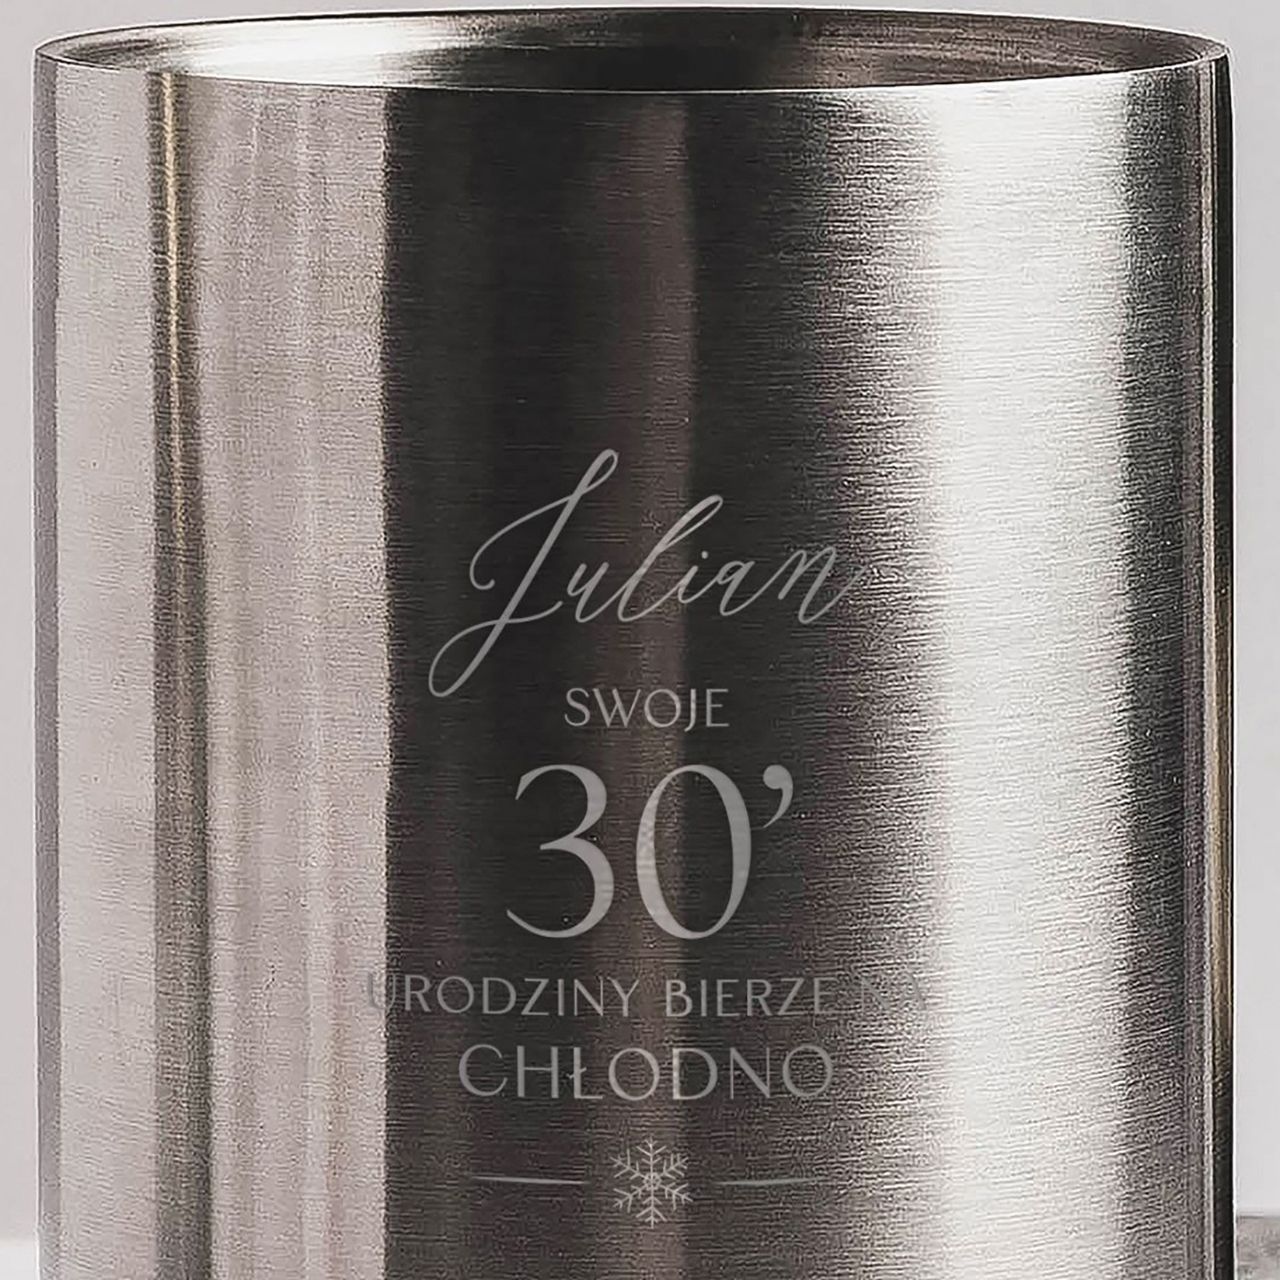 Julian
SWOJE
30’
URODZINY BIERZE NA
CHŁODNO